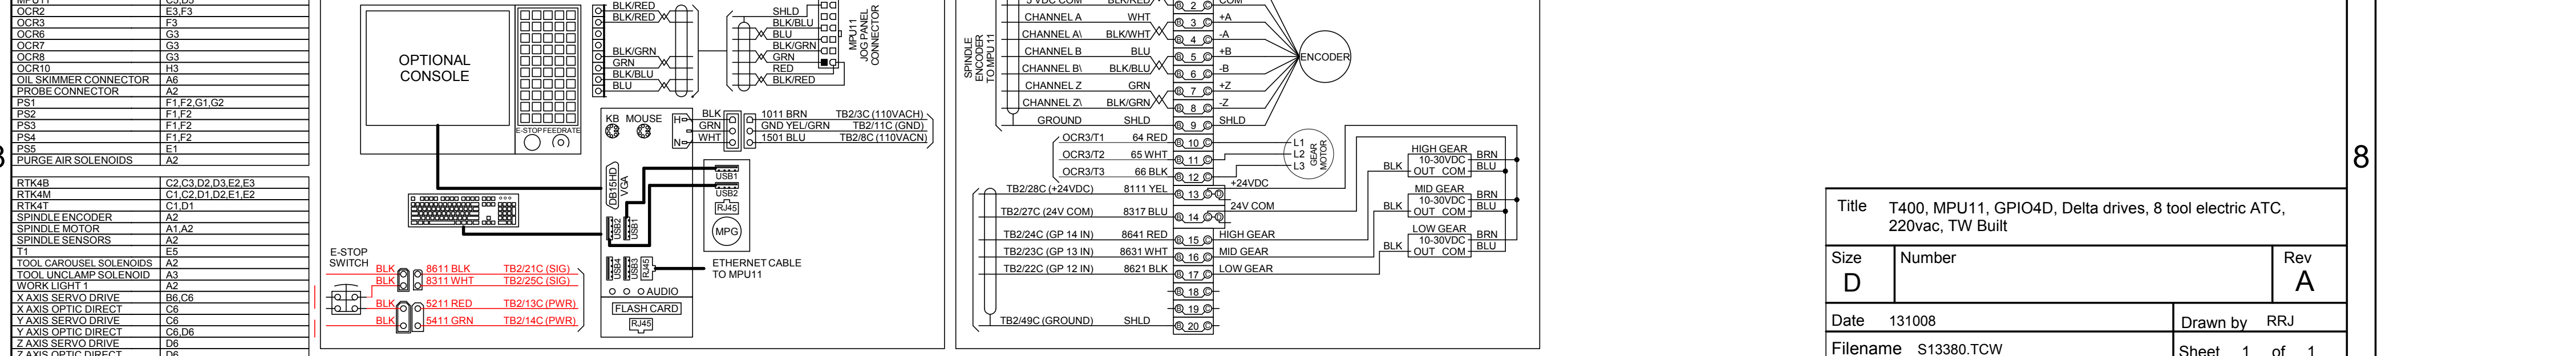 OCR2 E3,F3
OCR3 F3
OCR6 G3
OCR7 G3
OCR8 G3
OCR10 H3
OIL SKIMMER CONNECTOR A6
PROBE CONNECTOR A2
PS1 F1,F2,G1,G2
PS2 F1,F2
PS3 F1,F2
PS4 F1,F2
PS5 E1
PURGE AIR SOLENOIDS A2
RTK4B C2,C3,D2,D3,E2,E3
RTK4M C1,C2,D1,D2,E1,E2
RTK4T C1,D1
SPINDLE ENCODER A2
SPINDLE MOTOR A1,A2
SPINDLE SENSORS A2
T1 E5
TOOL CAROUSEL SOLENOIDS A2
TOOL UNCLAMP SOLENOID A3
WORK LIGHT 1 A2
X AXIS SERVO DRIVE B6,C6
X AXIS OPTIC DIRECT C6
Y AXIS SERVO DRIVE C6
Y AXIS OPTIC DIRECT C6,D6
Z AXIS SERVO DRIVE D6
Z AXIS OPTIC DIRECT D6
OPTIONAL
CONSOLE
E-STOP FEEDRATE
BLK/RED
BLK/RED
BLK/GRN
GRN
BLK/BLU
BLU
SHLD
BLK/BLU
BLU
BLK/GRN
GRN
RED
BLK/RED
MPU11
JOG PANEL
CONNECTOR
KB MOUSE
H
N
BLK
GRN
WHT
1011 BRN TB2/3C (110VACH)
GND YEL/GRN TB2/11C (GND)
1501 BLU TB2/8C (110VACN)
DB15HD
VGA
USB2
USB1
USB1
USB2
RJ45
MPG
USB4
USB3
RJ45
AUDIO
FLASH CARD
RJ45
ETHERNET CABLE
TO MPU11
E-STOP
SWITCH
BLK 8611 BLK TB2/21C (SIG)
BLK 8311 WHT TB2/25C (SIG)
BLK 5211 RED TB2/13C (PWR)
BLK 5411 GRN TB2/14C (PWR)
SPINDLE
ENCODER
TO MPU11
5 VDC COM BLK/RED B 2 C COM
CHANNEL A WHT B 3 C +A
CHANNEL A\ BLK/WHT B 4 C -A
CHANNEL B BLU B 5 C +B
CHANNEL B\ BLK/BLU B 6 C -B
CHANNEL Z GRN B 7 C +Z
CHANNEL Z\ BLK/GRN B 8 C -Z
GROUND SHLD B 9 C SHLD
ENCODER
OCR3/T1 64 RED B 10 C L1
OCR3/T2 65 WHT B 11 C L2
OCR3/T3 66 BLK B 12 C L3
GEAR
MOTOR
TB2/28C (+24VDC) 8111 YEL B 13 C D +24VDC
TB2/27C (24V COM) 8317 BLU B 14 C D 24V COM
TB2/24C (GP 14 IN) 8641 RED B 15 C HIGH GEAR
TB2/23C (GP 13 IN) 8631 WHT B 16 C MID GEAR
TB2/22C (GP 12 IN) 8621 BLK B 17 C LOW GEAR
B 18 C
B 19 C
TB2/49C (GROUND) SHLD B 20 C
HIGH GEAR
10-30VDC BRN
BLK OUT COM BLU
MID GEAR
10-30VDC BRN
BLK OUT COM BLU
LOW GEAR
10-30VDC BRN
BLK OUT COM BLU
8
Title T400, MPU11, GPIO4D, Delta drives, 8 tool electric ATC,
220vac, TW Built
Size Number Rev
D A
Date 131008 Drawn by RRJ
Filename S13380.TCW Sheet 1 of 1